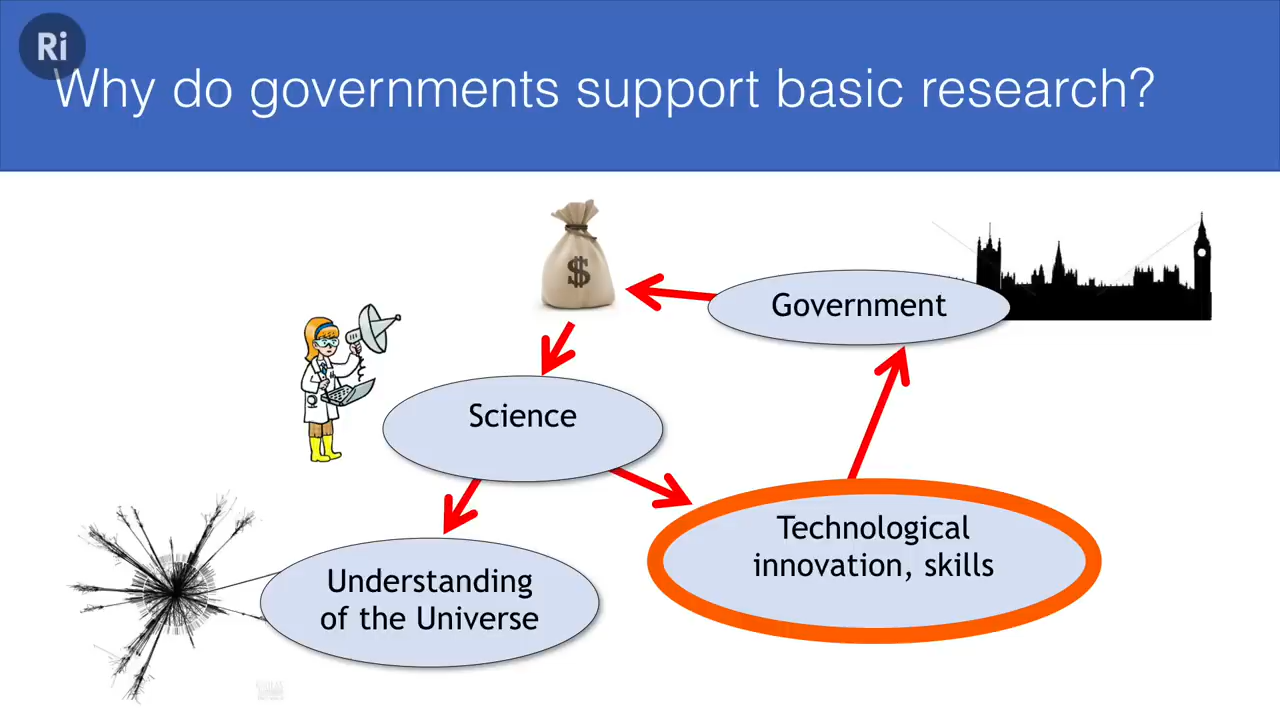 Ri
Why do governments support basic research?
$
Government
Science
Technological
innovation, skills
Understanding
of the Universe